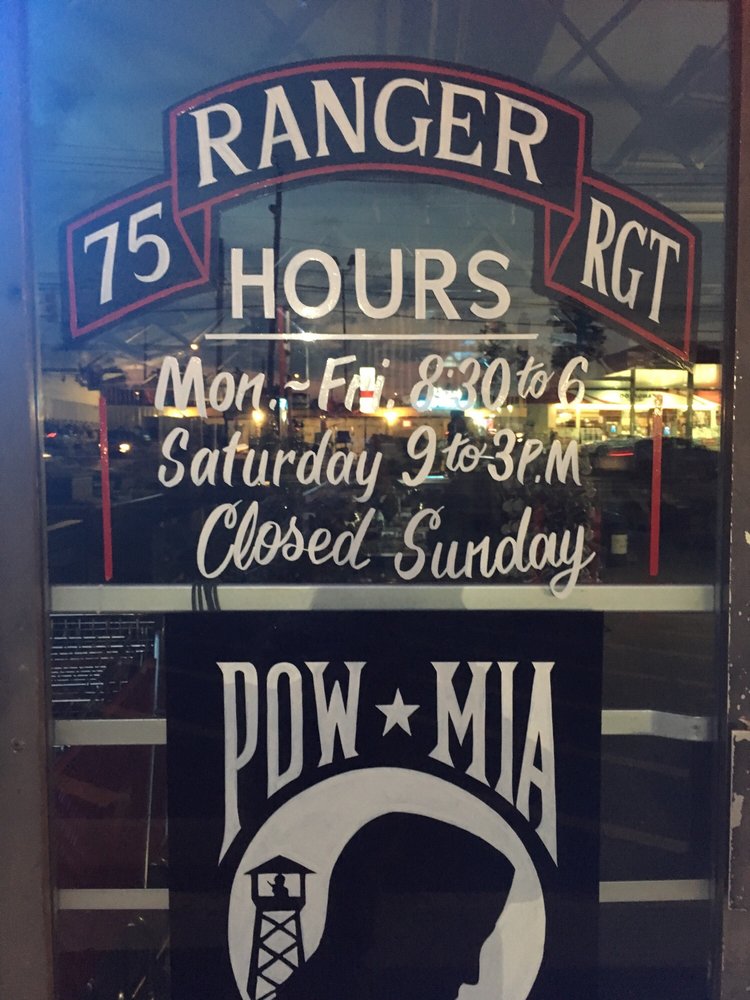 75 RANGER RGT
HOURS
Mon.~Fri. 8:30 to 6
Saturday 9 to 3P.M
Closed Sunday
POW★MIA